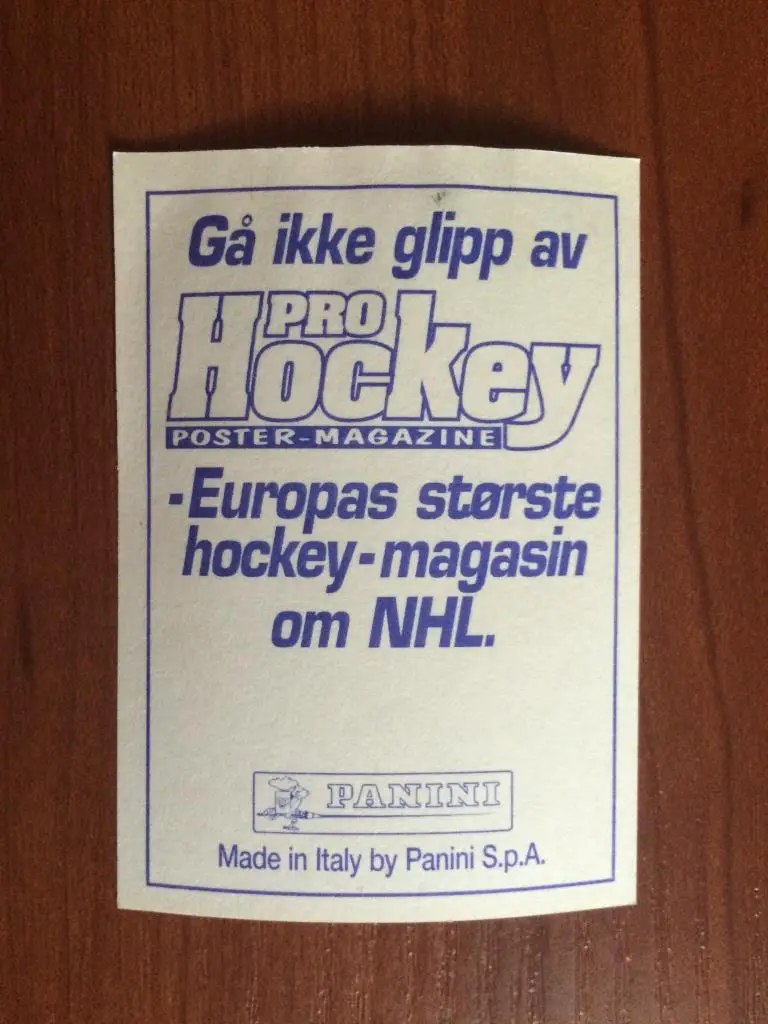 Gå ikke glipp av
PRO
Hockey
POSTER-MAGAZINE
-Europas største
hockey-magasin
om NHL.
PANINI
Made in Italy by Panini S.p.A.